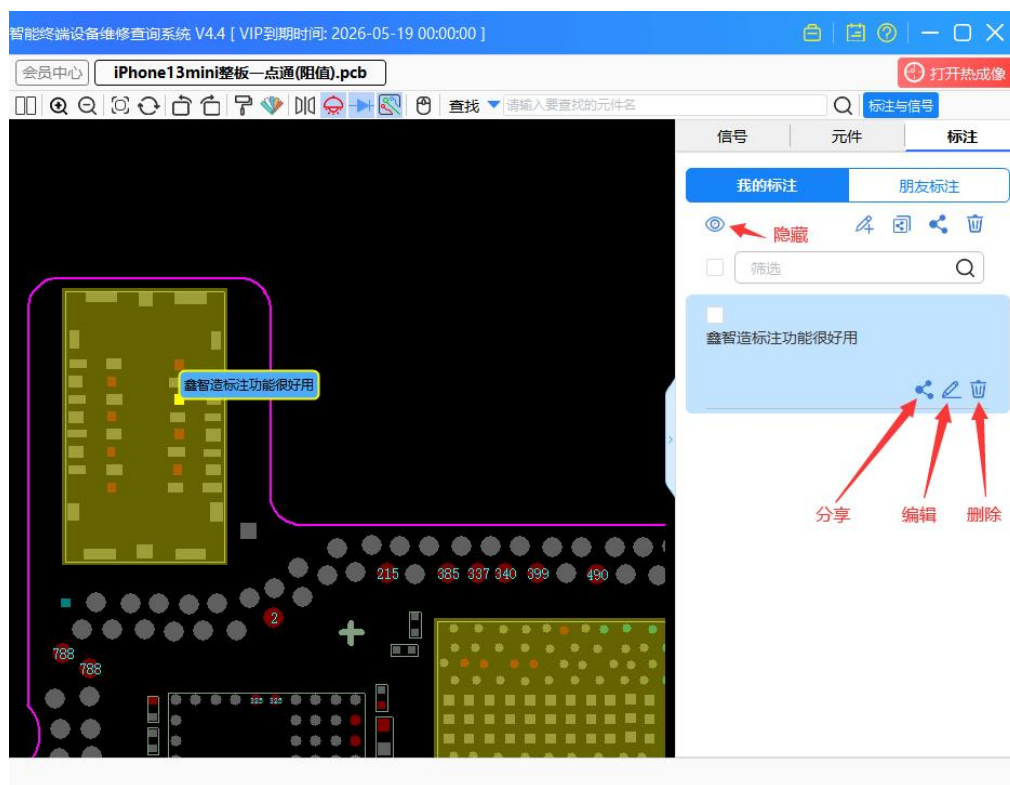 智能终端设备维修查询系统 V4.4 [ VIP到期时间: 2026-05-19 00:00:00 ]
会员中心 iPhone13mini整板—点通(阻值).pcb 打开热成像
查找 请输入要查找的元件名 标注与信号
信号 元件 标注
我的标注 朋友标注
隐藏
筛选
鑫智造标注功能很好用
鑫智造标注功能很好用
分享 编辑 删除
215 385 337 340 399 490
2
788
788